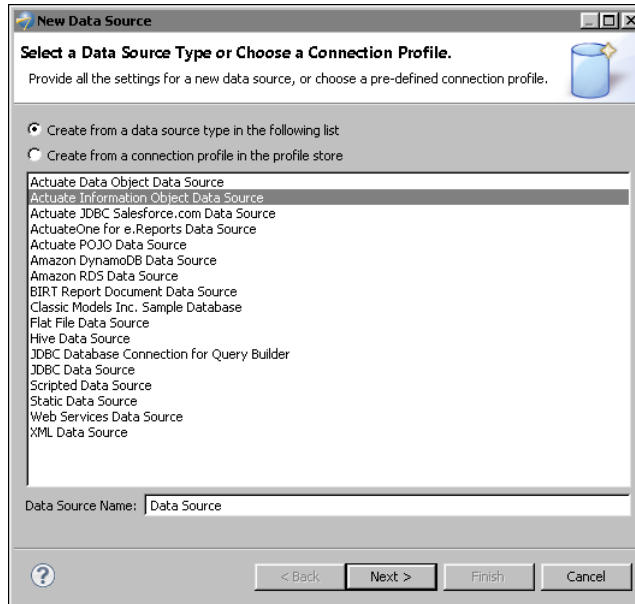 New Data Source
Select a Data Source Type or Choose a Connection Profile.
Provide all the settings for a new data source, or choose a pre-defined connection profile.
Create from a data source type in the following list
Create from a connection profile in the profile store
Actuate Data Object Data Source
Actuate Information Object Data Source
Actuate JDBC Salesforce.com Data Source
ActuateOne for e.Reports Data Source
Actuate POJO Data Source
Amazon DynamoDB Data Source
Amazon RDS Data Source
BIRT Report Document Data Source
Classic Models Inc. Sample Database
Flat File Data Source
Hive Data Source
JDBC Database Connection for Query Builder
JDBC Data Source
Scripted Data Source
Static Data Source
Web Services Data Source
XML Data Source
Data Source Name: Data Source
? < Back Next > Finish Cancel